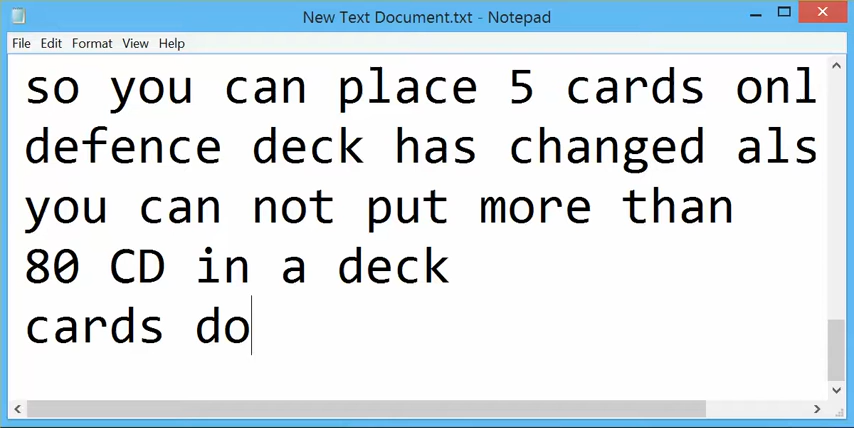 New Text Document.txt - Notepad
File Edit Format View Help
so you can place 5 cards onl
defence deck has changed als
you can not put more than
80 CD in a deck
cards do